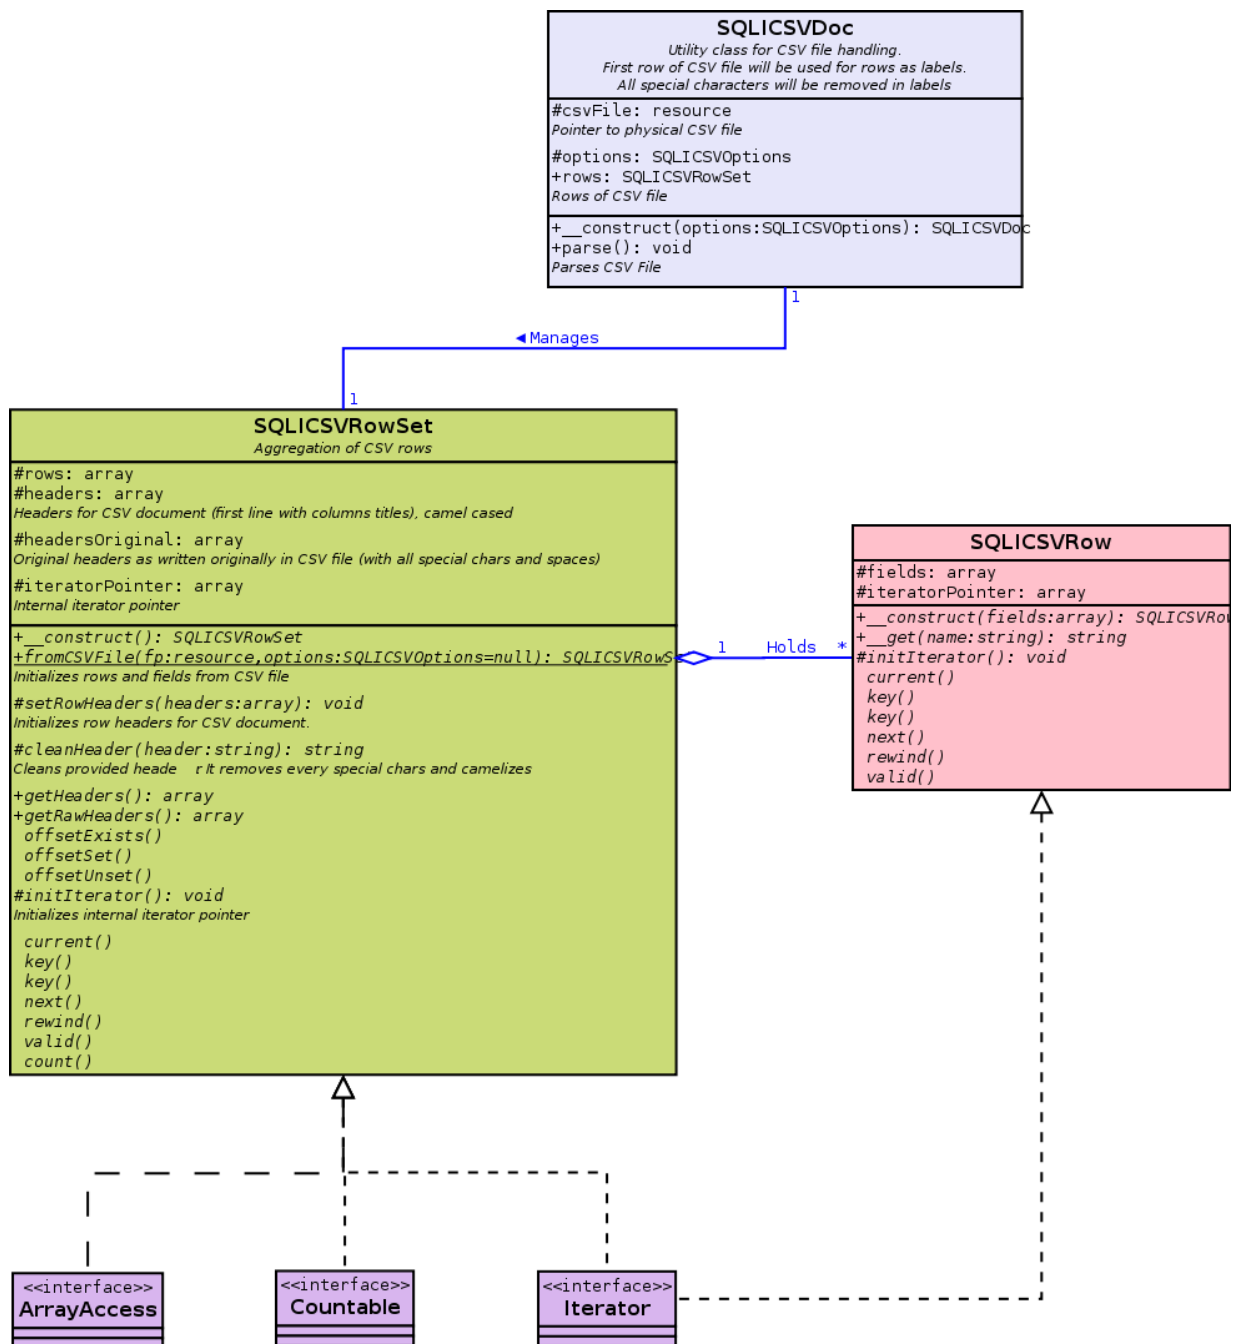 SQLICSVDoc
Utility class for CSV file handling.
First row of CSV file will be used for rows as labels.
All special characters will be removed in labels
#csvFile: resource
Pointer to physical CSV file
#options: SQLICSVOptions
+rows: SQLICSVRowSet
Rows of CSV file
+__construct(options:SQLICSVOptions): SQLICSVDoc
+parse(): void
Parses CSV File
1
◄Manages
1
SQLICSVRowSet
Aggregation of CSV rows
#rows: array
#headers: array
Headers for CSV document (first line with columns titles), camel cased
#headersOriginal: array
Original headers as written originally in CSV file (with all special chars and spaces)
#iteratorPointer: array
Internal iterator pointer
+__construct(): SQLICSVRowSet
+fromCSVFile(fp:resource,options:SQLICSVOptions=null): SQLICSVRowS
Initializes rows and fields from CSV file
#setRowHeaders(headers:array): void
Initializes row headers for CSV document.
#cleanHeader(header:string): string
Cleans provided heade r It removes every special chars and camelizes
+getHeaders(): array
+getRawHeaders(): array
offsetExists()
offsetSet()
offsetUnset()
#initIterator(): void
Initializes internal iterator pointer
current()
key()
key()
next()
rewind()
valid()
count()
1 Holds *
SQLICSVRow
#fields: array
#iteratorPointer: array
+__construct(fields:array): SQLICSVRow
+__get(name:string): string
#initIterator(): void
current()
key()
key()
next()
rewind()
valid()
<<interface>>
ArrayAccess
<<interface>>
Countable
<<interface>>
Iterator